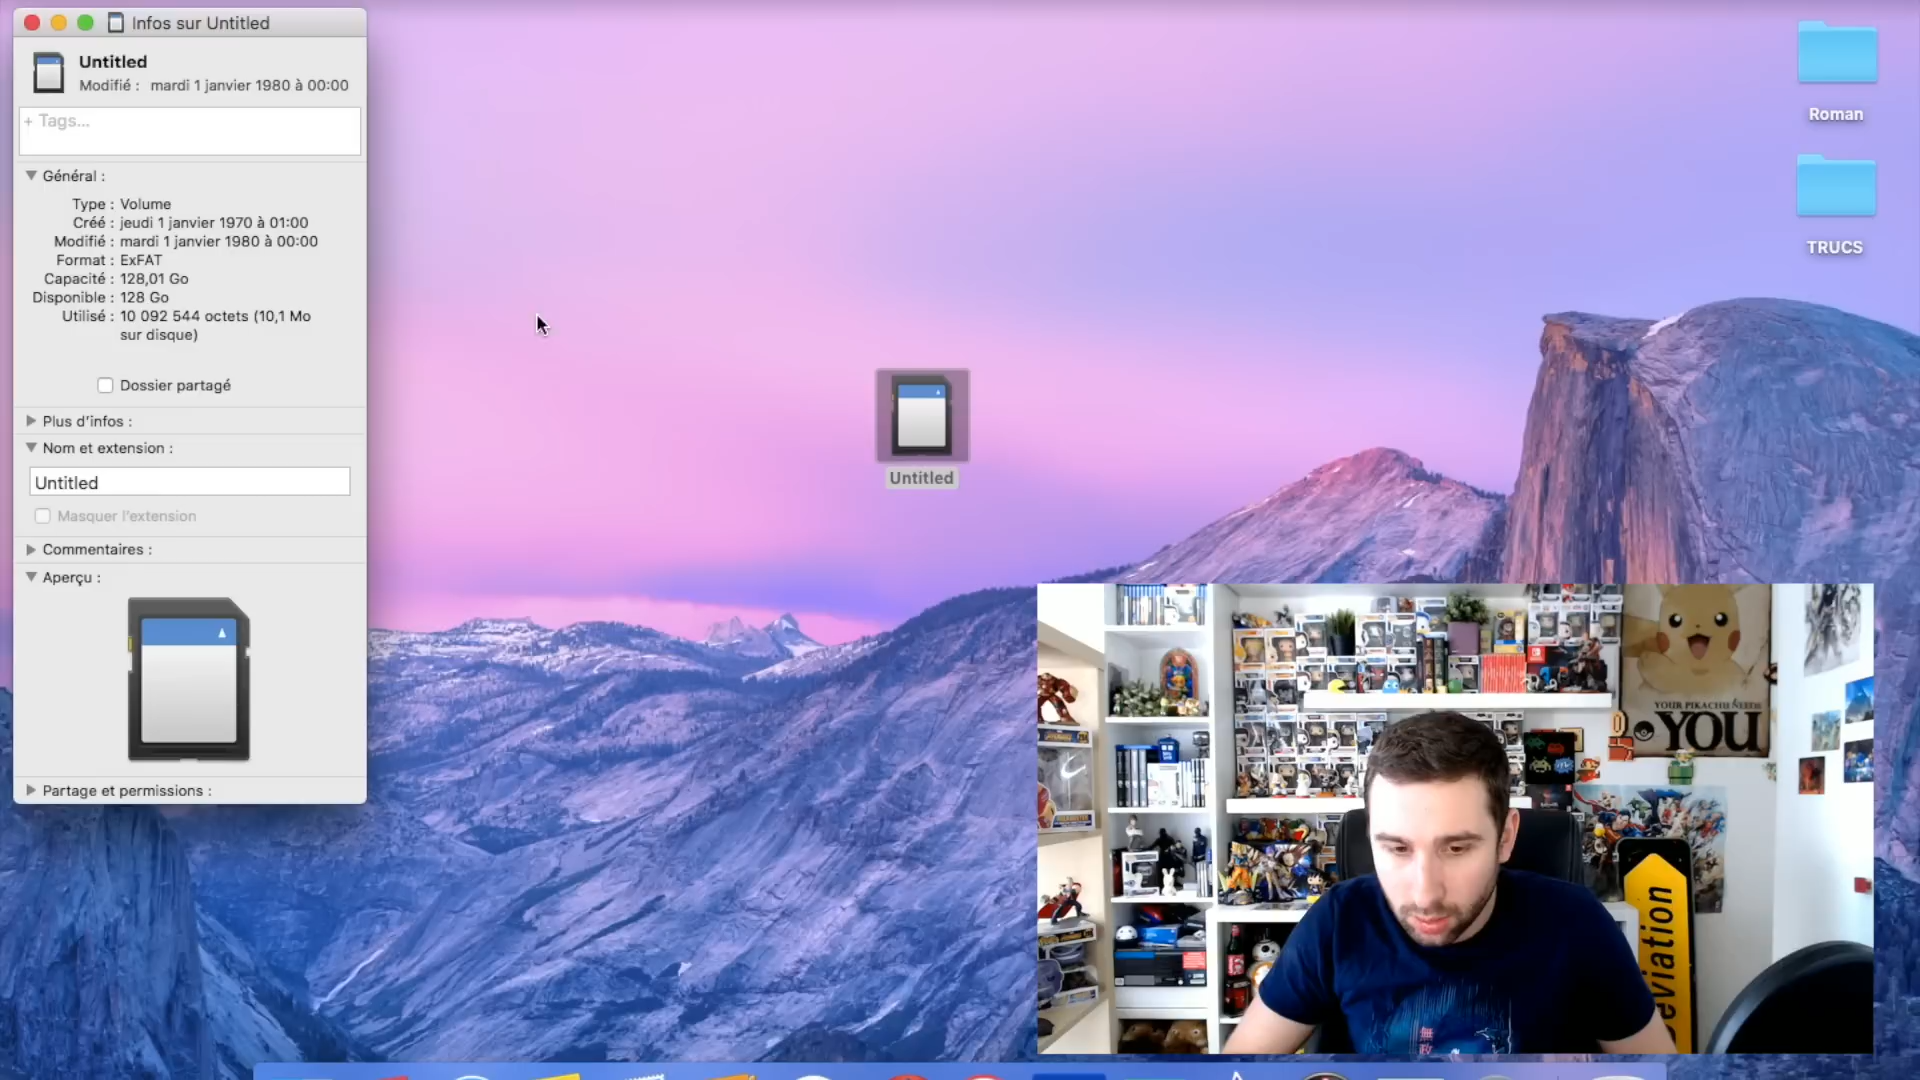 Infos sur Untitled
Untitled
Modifié : mardi 1 janvier 1980 à 00:00
+ Tags...
Général :
Type : Volume
Créé : jeudi 1 janvier 1970 à 01:00
Modifié : mardi 1 janvier 1980 à 00:00
Format : ExFAT
Capacité : 128,01 Go
Disponible : 128 Go
Utilisé : 10 092 544 octets (10,1 Mo
sur disque)
Dossier partagé
Plus d'infos :
Nom et extension :
Untitled
Masquer l'extension
Commentaires :
Aperçu :
Partage et permissions :
Untitled
Roman
TRUCS
YOUR PIKACHU NEEDS
YOU
Deviation
無